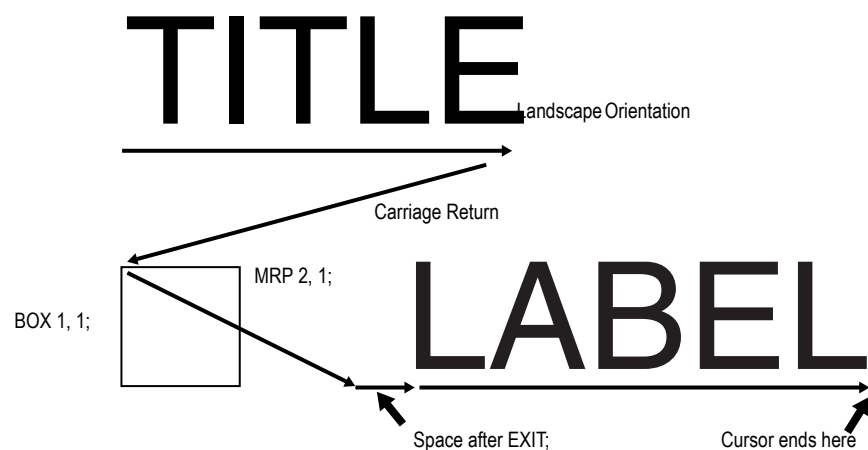 TITLE
Landscape Orientation
Carriage Return
MRP 2, 1;
BOX 1, 1;
LABEL
Space after EXIT;
Cursor ends here